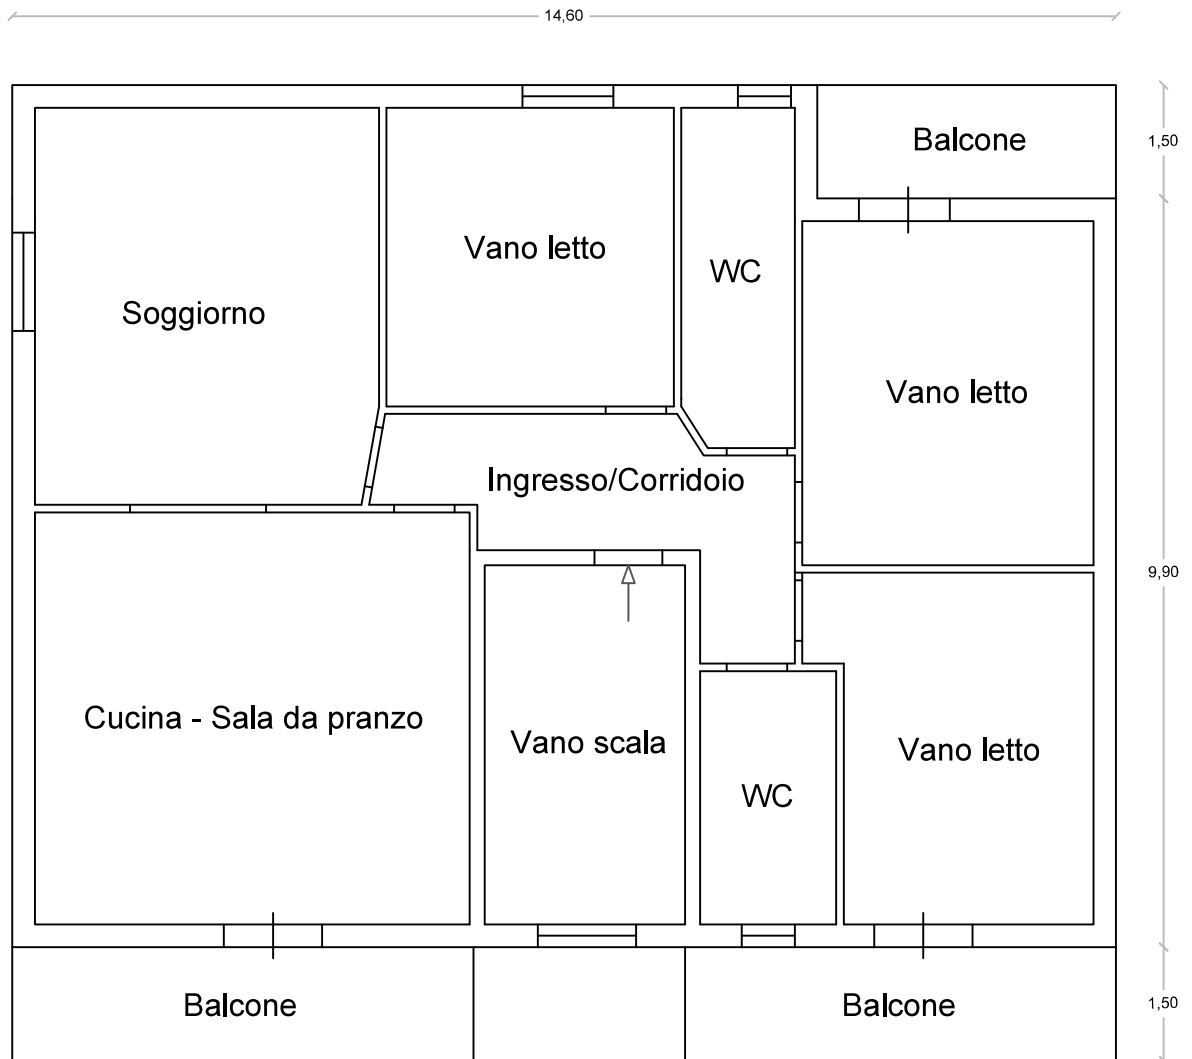 14,60
Balcone
1,50
Vano letto
WC
Soggiorno
Vano letto
Ingresso/Corridoio
9,90
Cucina - Sala da pranzo
Vano scala
Vano letto
WC
Balcone
Balcone
1,50